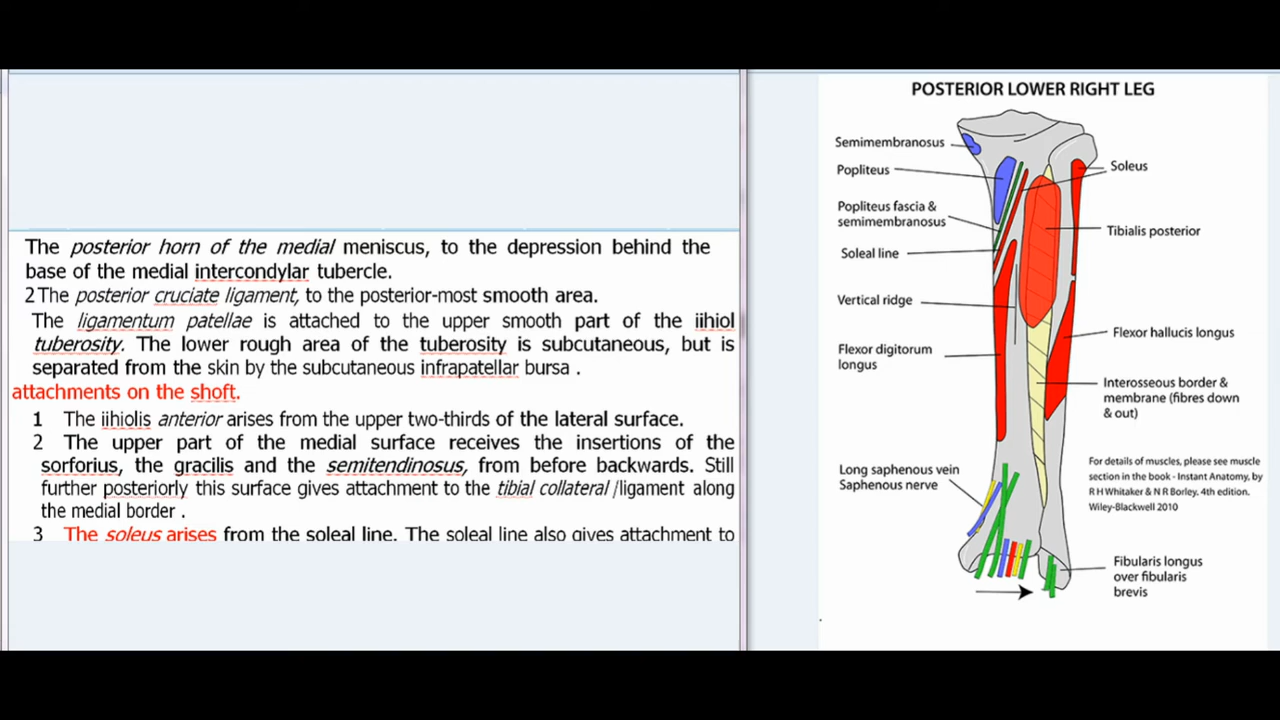 The posterior horn of the medial meniscus, to the depression behind the
base of the medial intercondylar tubercle.
2The posterior cruciate ligament, to the posterior-most smooth area.
The ligamentum patellae is attached to the upper smooth part of the iihiol
tuberosity. The lower rough area of the tuberosity is subcutaneous, but is
separated from the skin by the subcutaneous infrapatellar bursa .
attachments on the shoft.
1 The iihiolis anterior arises from the upper two-thirds of the lateral surface.
2 The upper part of the medial surface receives the insertions of the
sorforius, the gracilis and the semitendinosus, from before backwards. Still
further posteriorly this surface gives attachment to the tibial collateral /ligament along
the medial border .
3 The soleus arises from the soleal line. The soleal line also gives attachment to
POSTERIOR LOWER RIGHT LEG
Semimembranosus
Popliteus
Popliteus fascia &
semimembranosus
Soleal line
Vertical ridge
Flexor digitorum
longus
Long saphenous vein
Saphenous nerve
Soleus
Tibialis posterior
Flexor hallucis longus
Interosseous border &
membrane (fibres down
& out)
For details of muscles, please see muscle
section in the book - Instant Anatomy, by
R H Whitaker & N R Borley. 4th edition.
Wiley-Blackwell 2010
Fibularis longus
over fibularis
brevis